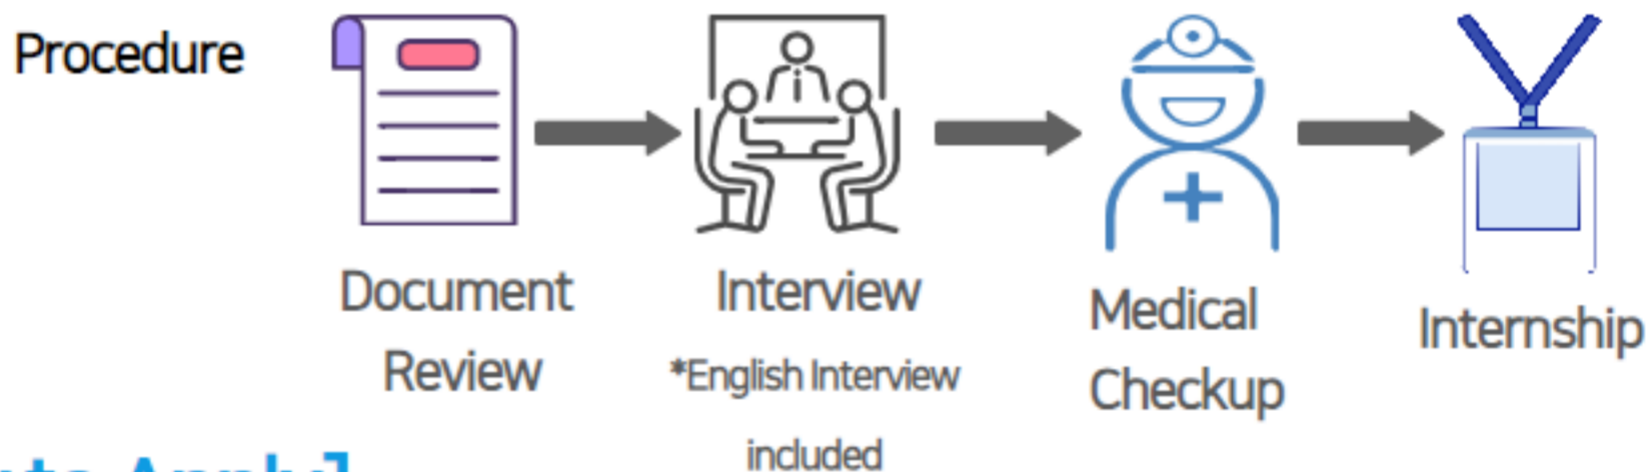 Procedure
Document
Review
Interview
*English Interview
included
Medical
Checkup
Internship